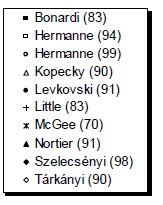 Bonardi (83)
Hermanne (94)
Hermonne (99)
Kopecky (90)
Levkovski (91)
Little (83)
McGee (70)
Nortier (91)
Szelecsényi (98)
Tárkányi (90)